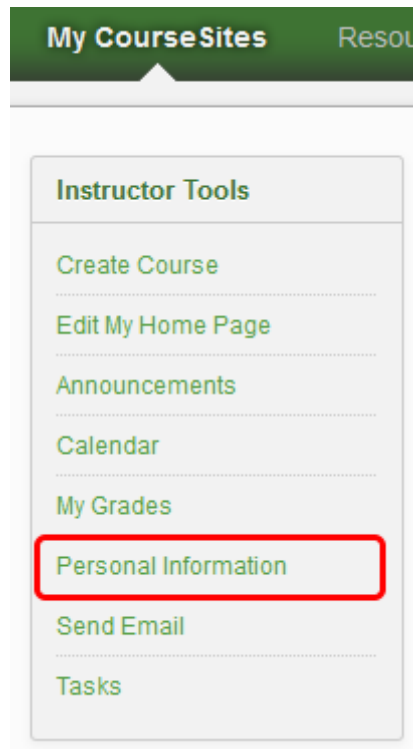 My CourseSites Resou
Instructor Tools
Create Course
Edit My Home Page
Announcements
Calendar
My Grades
Personal Information
Send Email
Tasks